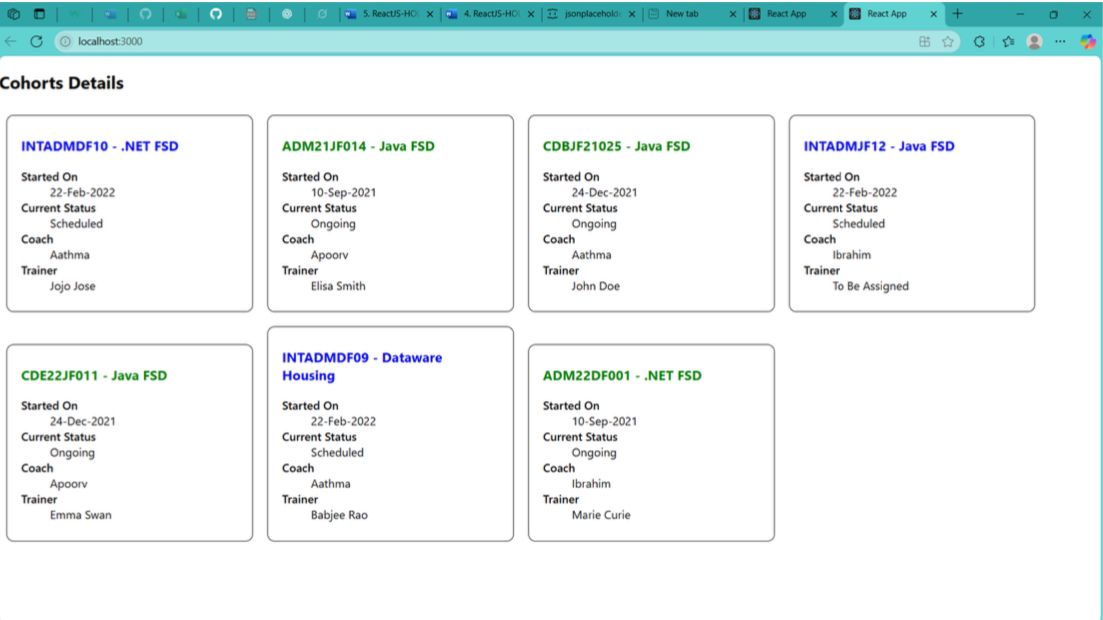 5. ReactJS-HOL
4. ReactJS-HOL
jsonplaceholde
New tab
React App
React App
localhost:3000
Cohorts Details
INTADMDF10 - .NET FSD
Started On
22-Feb-2022
Current Status
Scheduled
Coach
Aathma
Trainer
Jojo Jose
ADM21JF014 - Java FSD
Started On
10-Sep-2021
Current Status
Ongoing
Coach
Apoorv
Trainer
Elisa Smith
CDBJF21025 - Java FSD
Started On
24-Dec-2021
Current Status
Ongoing
Coach
Aathma
Trainer
John Doe
INTADMJF12 - Java FSD
Started On
22-Feb-2022
Current Status
Scheduled
Coach
Ibrahim
Trainer
To Be Assigned
CDE22JF011 - Java FSD
Started On
24-Dec-2021
Current Status
Ongoing
Coach
Apoorv
Trainer
Emma Swan
INTADMDF09 - Dataware
Housing
Started On
22-Feb-2022
Current Status
Scheduled
Coach
Aathma
Trainer
Babjee Rao
ADM22DF001 - .NET FSD
Started On
10-Sep-2021
Current Status
Ongoing
Coach
Ibrahim
Trainer
Marie Curie